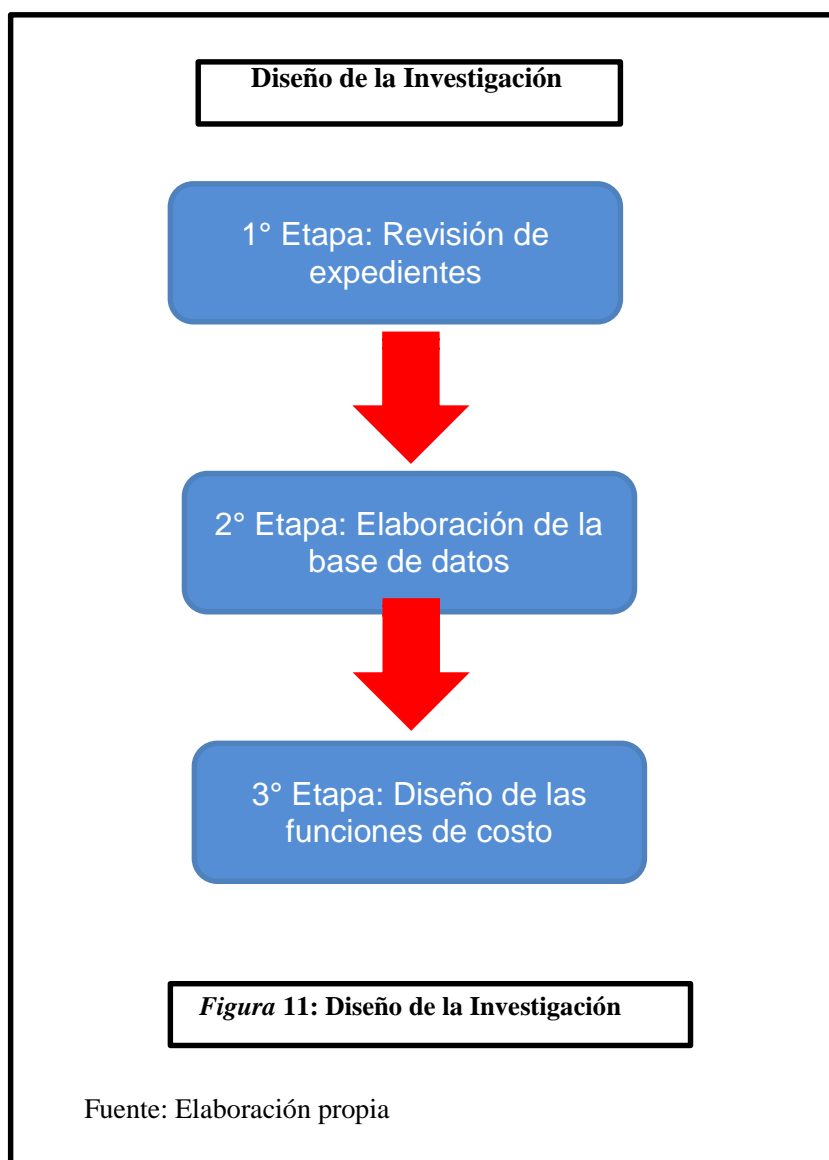 Diseño de la Investigación
1° Etapa: Revisión de
expedientes
2° Etapa: Elaboración de la
base de datos
3° Etapa: Diseño de las
funciones de costo
Figura 11: Diseño de la Investigación
Fuente: Elaboración propia